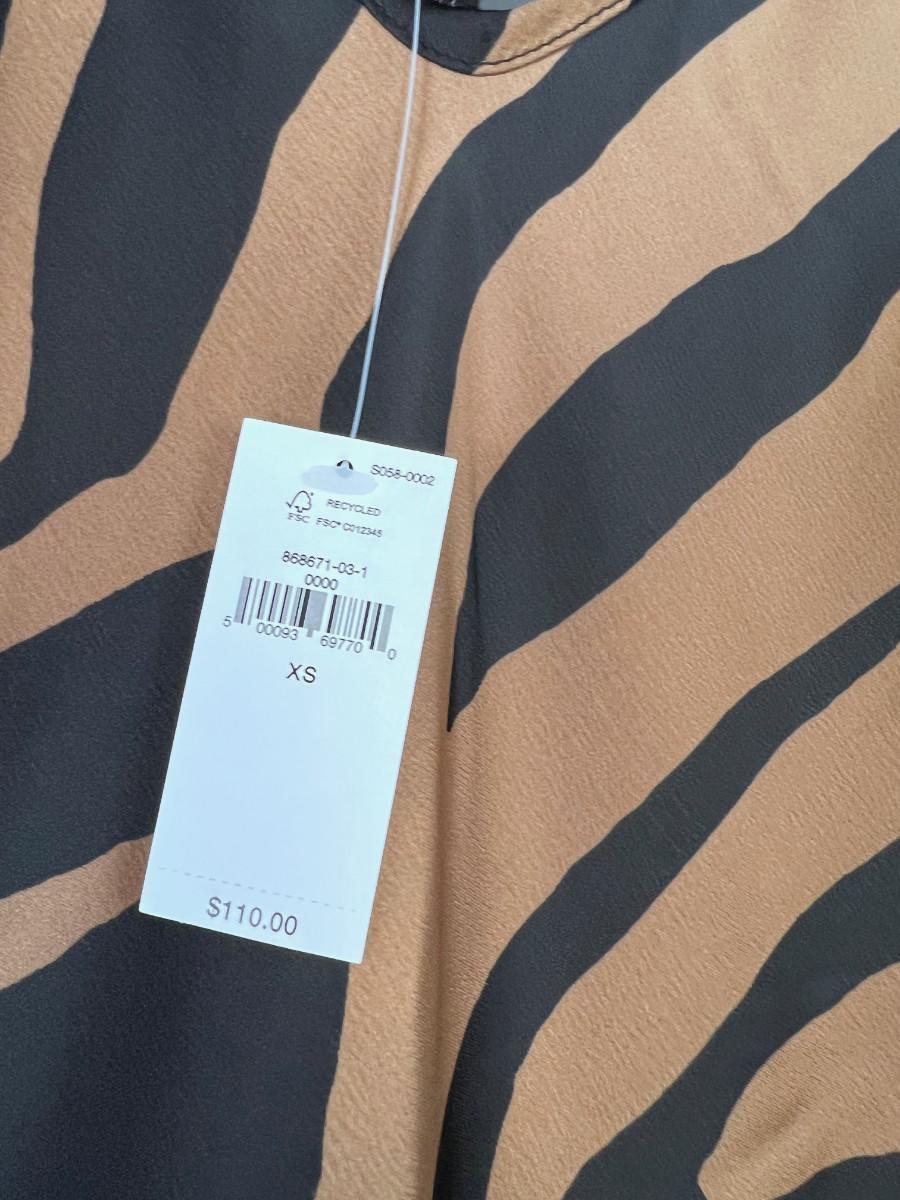 S058-0002
RECYCLED
FSC FSC® C012345
868671-03-1
0000
5 00093 69770 0
XS
$110.00